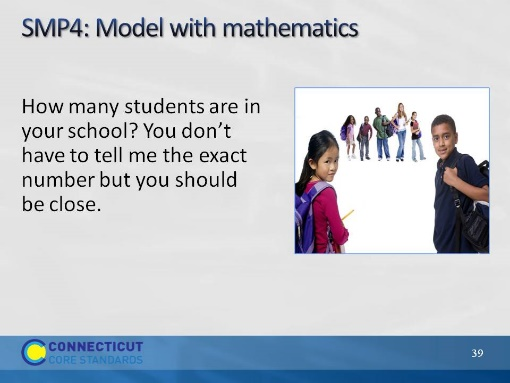 SMP4: Model with mathematics
How many students are in
your school? You don't
have to tell me the exact
number but you should
be close.
CONNECTICUT
CORE STANDARDS
39